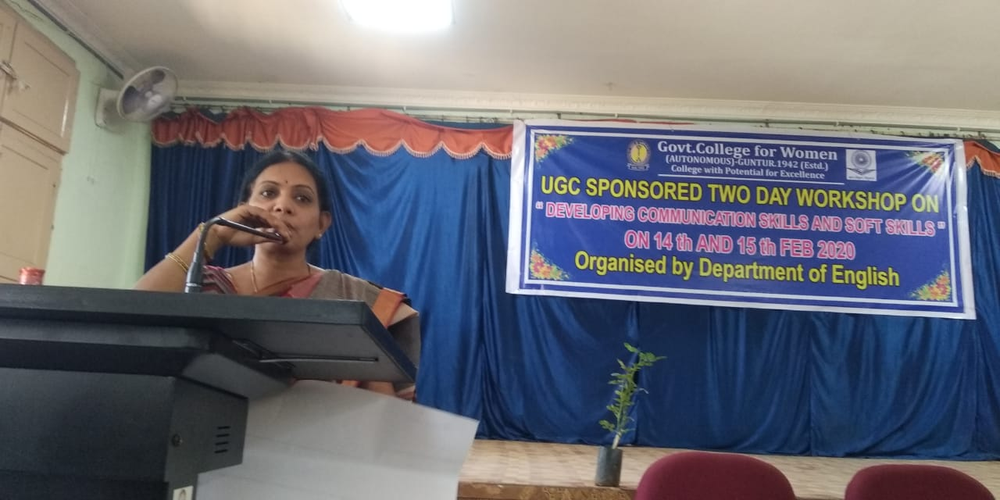 Govt.College for Women
(AUTONOMOUS)-GUNTUR.1942 (Estd.)
College with Potential for Excellence
UGC SPONSORED TWO DAY WORKSHOP ON
“ DEVELOPING COMMUNICATION SKILLS AND SOFT SKILLS ”
ON 14 th AND 15 th FEB 2020
Organised by Department of English